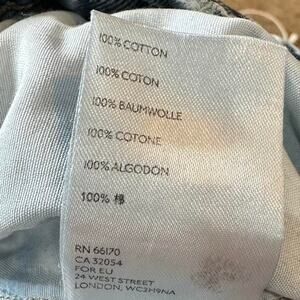 100% COTTON
100% COTON
100% BAUMWOLLE
100% COTONE
100% ALGODON
100% 棉
RN 66170
CA 32054
FOR EU
24 WEST STREET
LONDON, WC2H9NA